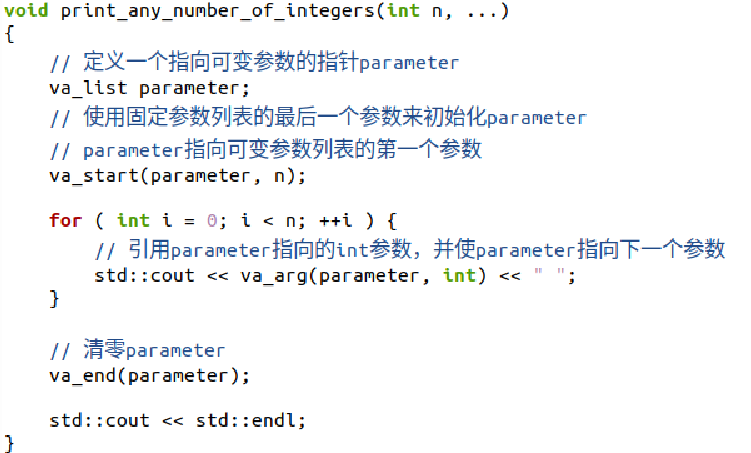 void print_any_number_of_integers(int n, ...)
{
    // 定义一个指向可变参数的指针parameter
    va_list parameter;
    // 使用固定参数列表的最后一个参数来初始化parameter
    // parameter指向可变参数列表的第一个参数
    va_start(parameter, n);

    for ( int i = 0; i < n; ++i ) {
        // 引用parameter指向的int参数，并使parameter指向下一个参数
        std::cout << va_arg(parameter, int) << " ";
    }

    // 清零parameter
    va_end(parameter);

    std::cout << std::endl;
}